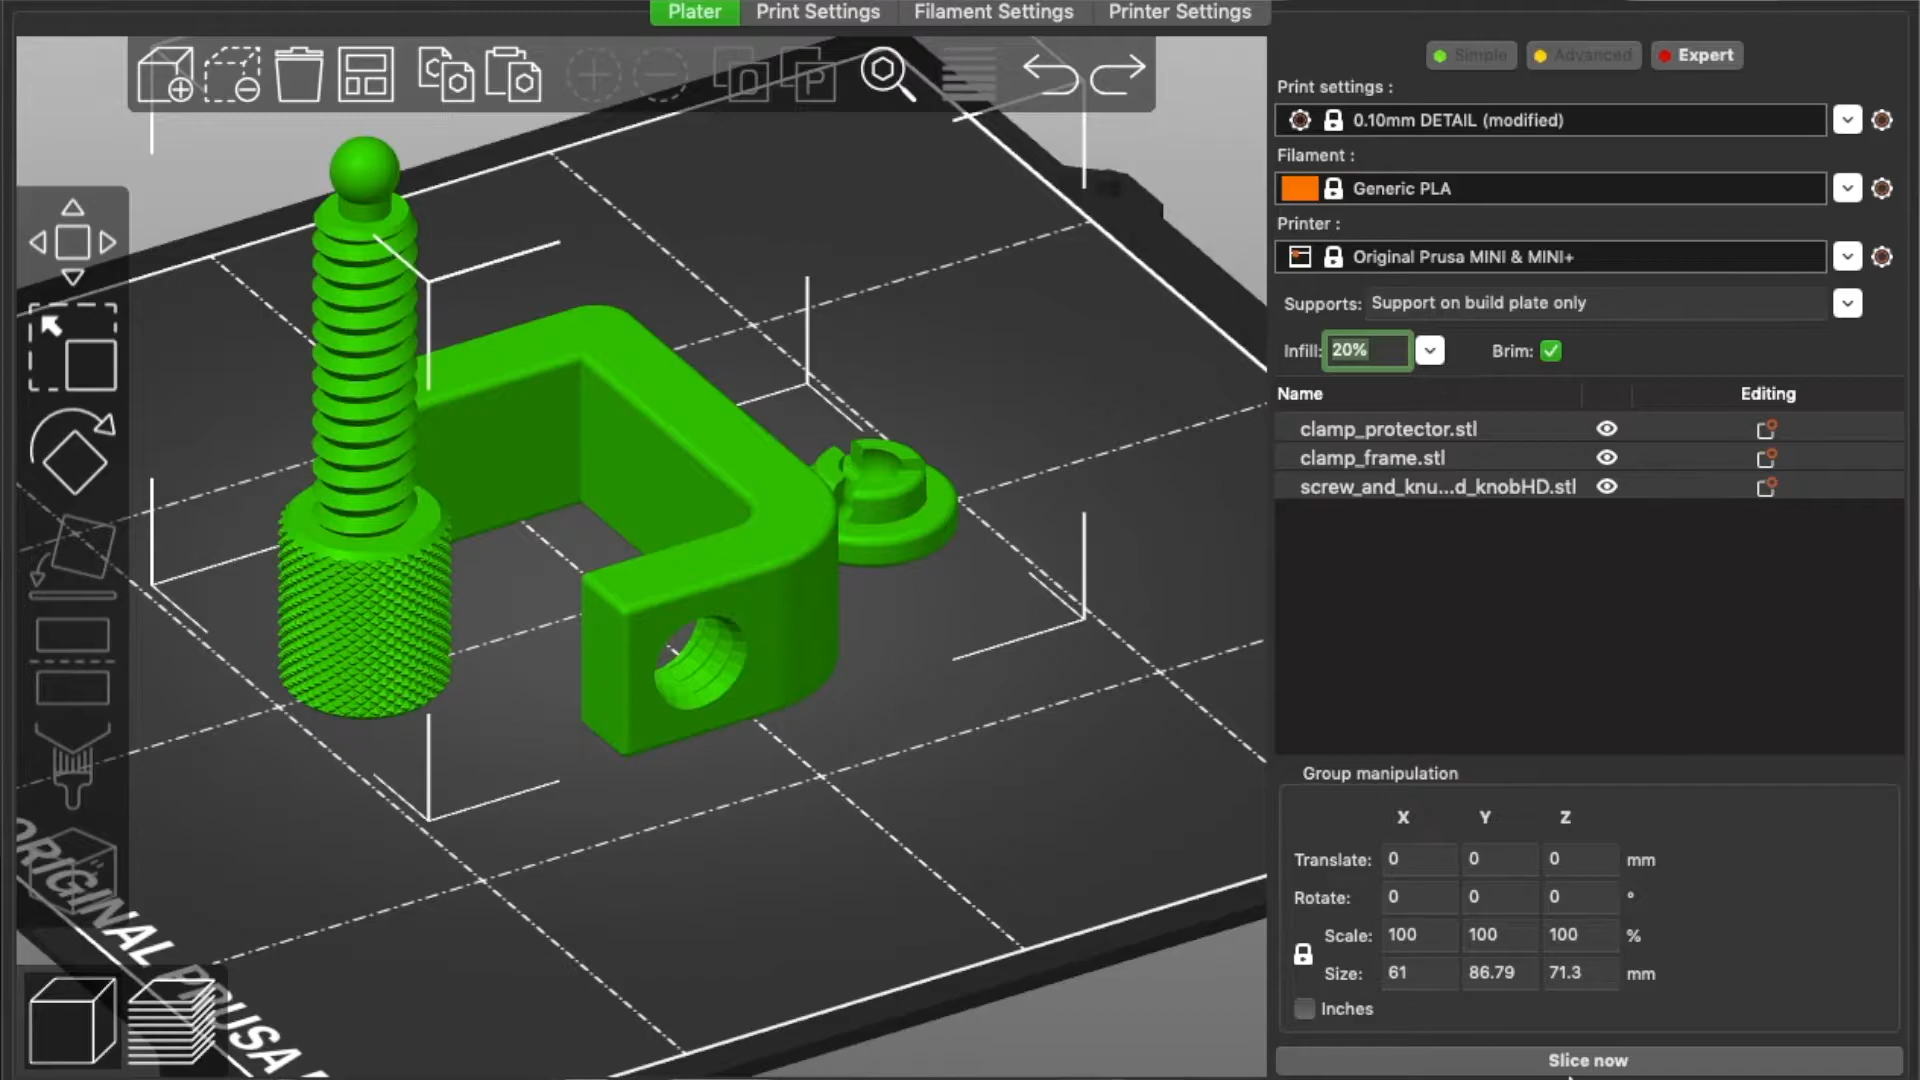 Plater
Print Settings
Filament Settings
Printer Settings
Simple
Advanced
Expert
Print settings :
0.10mm DETAIL (modified)
Filament :
Generic PLA
Printer :
Original Prusa MINI & MINI+
Supports: Support on build plate only
Infill: 20% Brim:
Name Editing
clamp_protector.stl
clamp_frame.stl
screw_and_knu...d_knobHD.stl
Group manipulation
X Y Z
Translate: 0 0 0 mm
Rotate: 0 0 0 °
Scale: 100 100 100 %
Size: 61 86.79 71.3 mm
Inches
Slice now
ORIGINAL PRUSA